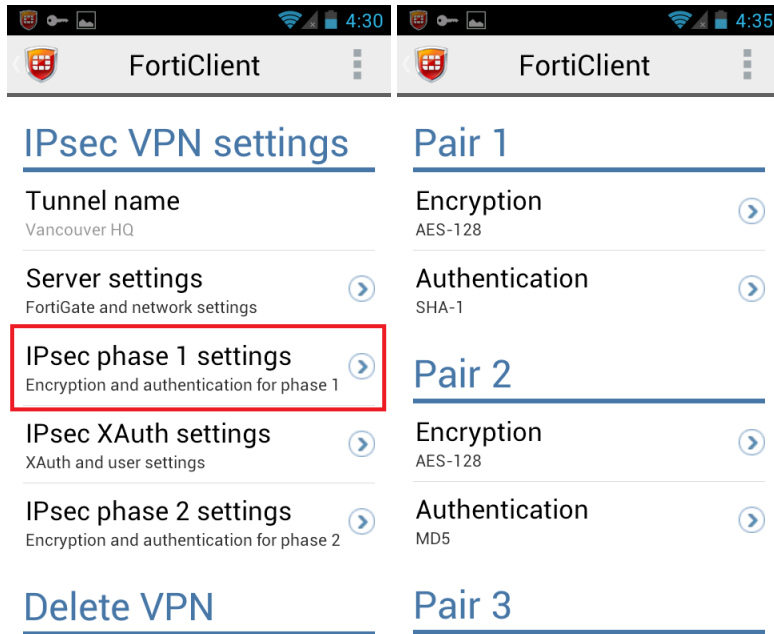 4:30
FortiClient
IPsec VPN settings
Tunnel name
Vancouver HQ
Server settings
FortiGate and network settings
IPsec phase 1 settings
Encryption and authentication for phase 1
IPsec XAuth settings
XAuth and user settings
IPsec phase 2 settings
Encryption and authentication for phase 2
Delete VPN
4:35
FortiClient
Pair 1
Encryption
AES-128
Authentication
SHA-1
Pair 2
Encryption
AES-128
Authentication
MD5
Pair 3